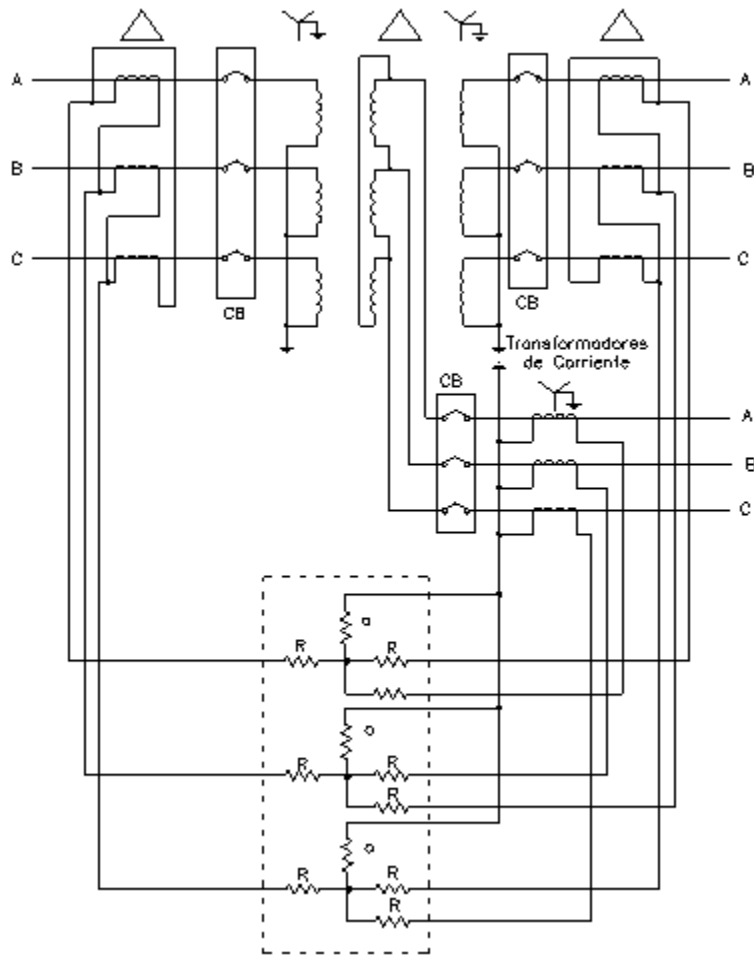 A A
B B
C C
CB CB
Transformadores
de Corriente
CB
A
B
C
o
R R
o
R R
R
o
R R
R